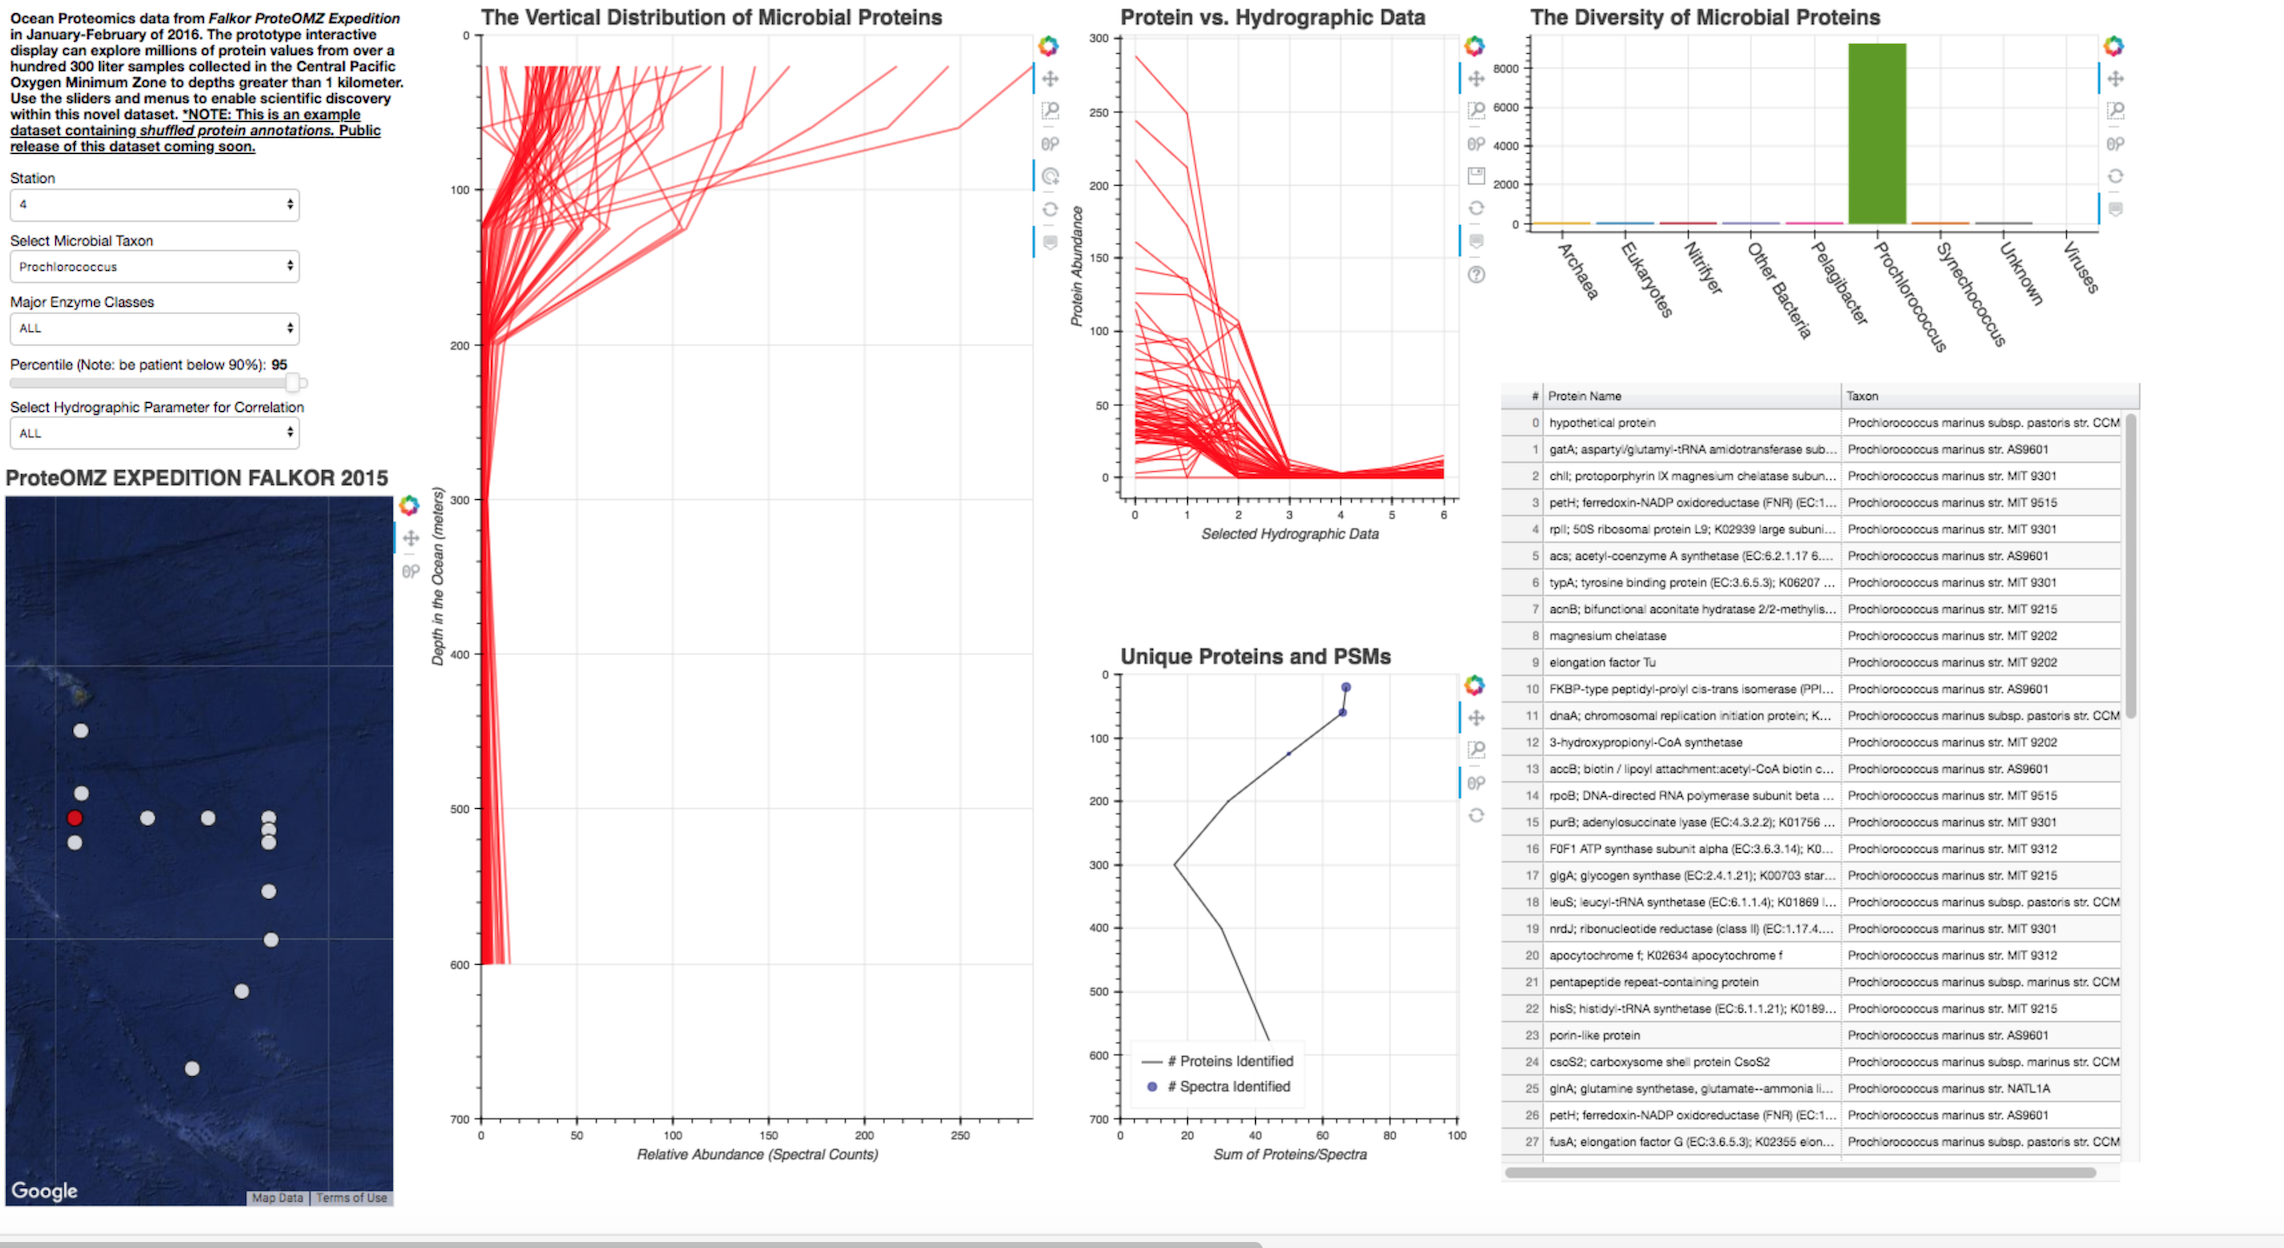 Ocean Proteomics data from Falkor ProteOMZ Expedition
in January-February of 2016. The prototype interactive
display can explore millions of protein values from over a
hundred 300 liter samples collected in the Central Pacific
Oxygen Minimum Zone to depths greater than 1 kilometer.
Use the sliders and menus to enable scientific discovery
within this novel dataset. *NOTE: This is an example
dataset containing shuffled protein annotations. Public
release of this dataset coming soon.
Station
4
Select Microbial Taxon
Prochlorococcus
Major Enzyme Classes
ALL
Percentile (Note: be patient below 90%): 95
Select Hydrographic Parameter for Correlation
ALL
ProteOMZ EXPEDITION FALKOR 2015
Google
Map Data
Terms of Use
The Vertical Distribution of Microbial Proteins
0
100
200
300
400
500
600
700
Depth in the Ocean (meters)
0 50 100 150 200 250
Relative Abundance (Spectral Counts)
Protein vs. Hydrographic Data
300
250
200
150
100
50
0
Protein Abundance
0 1 2 3 4 5 6
Selected Hydrographic Data
Unique Proteins and PSMs
0
100
200
300
400
500
600
700
# Proteins Identified
# Spectra Identified
0 20 40 60 80 100
Sum of Proteins/Spectra
The Diversity of Microbial Proteins
8000
6000
4000
2000
0
Archaea
Eukaryotes
Nitrifyer
Other Bacteria
Pelagibacter
Prochlorococcus
Synechococcus
Unknown
Viruses
# Protein Name Taxon
0 hypothetical protein Prochlorococcus marinus subsp. pastoris str. CCM
1 gatA; aspartyl/glutamyl-tRNA amidotransferase sub... Prochlorococcus marinus str. AS9601
2 chlI; protoporphyrin IX magnesium chelatase subun... Prochlorococcus marinus str. MIT 9301
3 petH; ferredoxin-NADP oxidoreductase (FNR) (EC:1... Prochlorococcus marinus str. MIT 9515
4 rplI; 50S ribosomal protein L9; K02939 large subuni... Prochlorococcus marinus str. MIT 9301
5 acs; acetyl-coenzyme A synthetase (EC:6.2.1.17 6.... Prochlorococcus marinus str. AS9601
6 typA; tyrosine binding protein (EC:3.6.5.3); K06207 ... Prochlorococcus marinus str. MIT 9301
7 acnB; bifunctional aconitate hydratase 2/2-methylis... Prochlorococcus marinus str. MIT 9215
8 magnesium chelatase Prochlorococcus marinus str. MIT 9202
9 elongation factor Tu Prochlorococcus marinus str. MIT 9202
10 FKBP-type peptidyl-prolyl cis-trans isomerase (PPI... Prochlorococcus marinus str. AS9601
11 dnaA; chromosomal replication initiation protein; K... Prochlorococcus marinus subsp. pastoris str. CCM
12 3-hydroxypropionyl-CoA synthetase Prochlorococcus marinus str. MIT 9202
13 accB; biotin / lipoyl attachment:acetyl-CoA biotin c... Prochlorococcus marinus str. AS9601
14 rpoB; DNA-directed RNA polymerase subunit beta ... Prochlorococcus marinus str. MIT 9515
15 purB; adenylosuccinate lyase (EC:4.3.2.2); K01756 ... Prochlorococcus marinus str. MIT 9301
16 F0F1 ATP synthase subunit alpha (EC:3.6.3.14); K0... Prochlorococcus marinus str. MIT 9312
17 glgA; glycogen synthase (EC:2.4.1.21); K00703 star... Prochlorococcus marinus str. MIT 9215
18 leuS; leucyl-tRNA synthetase (EC:6.1.1.4); K01869 l... Prochlorococcus marinus subsp. pastoris str. CCM
19 nrdJ; ribonucleotide reductase (class II) (EC:1.17.4.... Prochlorococcus marinus str. MIT 9301
20 apocytochrome f; K02634 apocytochrome f Prochlorococcus marinus str. MIT 9312
21 pentapeptide repeat-containing protein Prochlorococcus marinus subsp. marinus str. CCM
22 hisS; histidyl-tRNA synthetase (EC:6.1.1.21); K0189... Prochlorococcus marinus str. MIT 9215
23 porin-like protein Prochlorococcus marinus str. AS9601
24 csoS2; carboxysome shell protein CsoS2 Prochlorococcus marinus subsp. marinus str. CCM
25 glnA; glutamine synthetase, glutamate--ammonia li... Prochlorococcus marinus str. NATL1A
26 petH; ferredoxin-NADP oxidoreductase (FNR) (EC:1... Prochlorococcus marinus str. AS9601
27 fusA; elongation factor G (EC:3.6.5.3); K02355 elon... Prochlorococcus marinus subsp. pastoris str. CCM